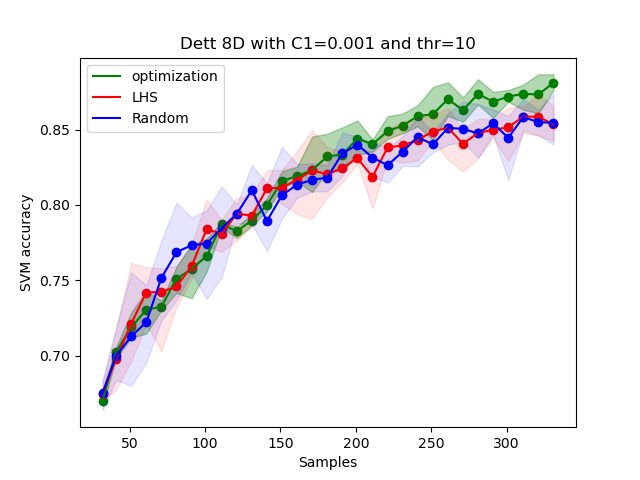 Dett 8D with C1=0.001 and thr=10
optimization
LHS
Random
SVM accuracy
0.85
0.80
0.75
0.70
50 100 150 200 250 300
Samples